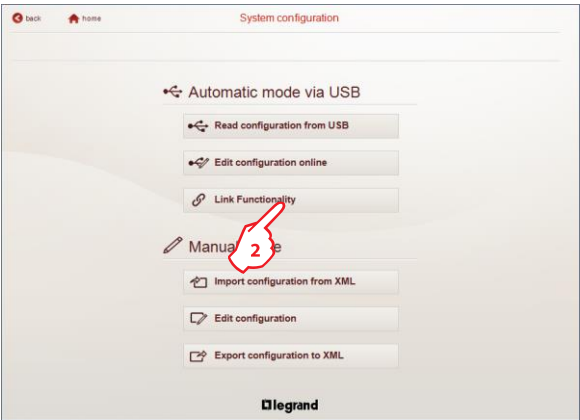 back home System configuration
Automatic mode via USB
Read configuration from USB
Edit configuration online
Link Functionality
2
Import configuration from XML
Edit configuration
Export configuration to XML
legrand